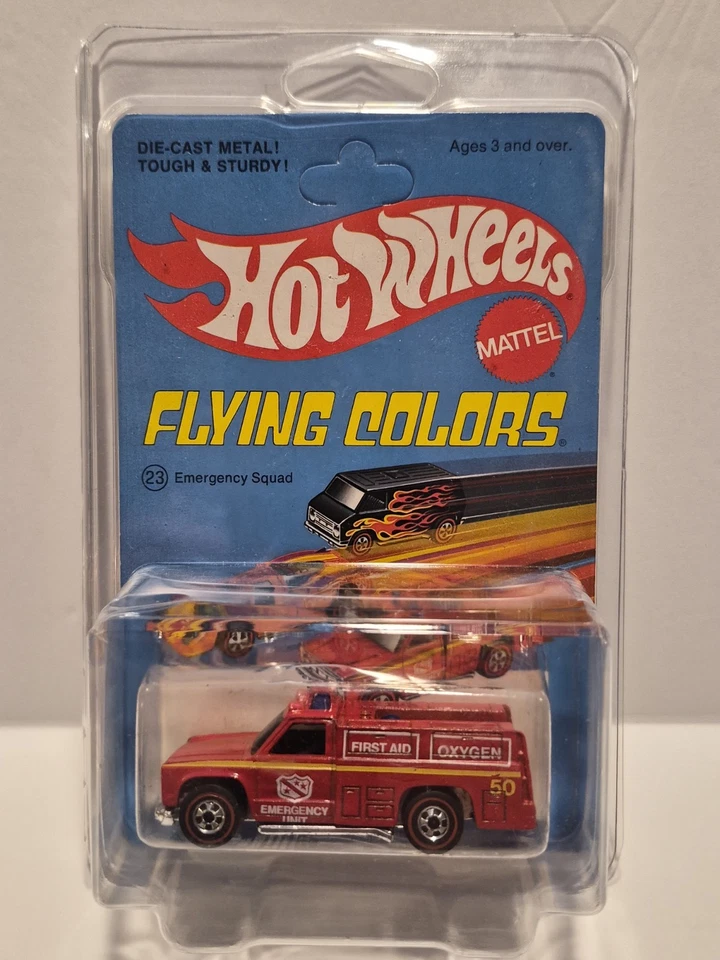 DIE-CAST METAL!
TOUGH & STURDY!
Ages 3 and over.
HOT WHEELS®
MATTEL®
FLYING COLORS®
23 Emergency Squad
FIRST AID
OXYGEN
50
EMERGENCY
UNIT